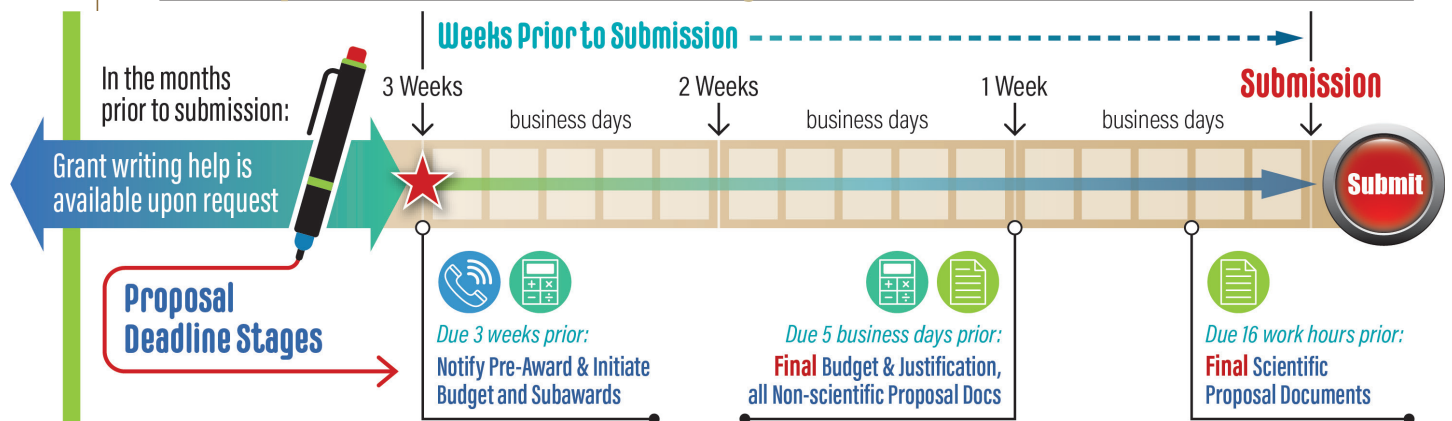 Weeks Prior to Submission
In the months
prior to submission:
3 Weeks
2 Weeks
1 Week
Submission
business days
business days
business days
Grant writing help is
available upon request
Submit
Proposal
Deadline Stages
Due 3 weeks prior:
Notify Pre-Award & Initiate
Budget and Subawards
Due 5 business days prior:
Final Budget & Justification,
all Non-scientific Proposal Docs
Due 16 work hours prior:
Final Scientific
Proposal Documents